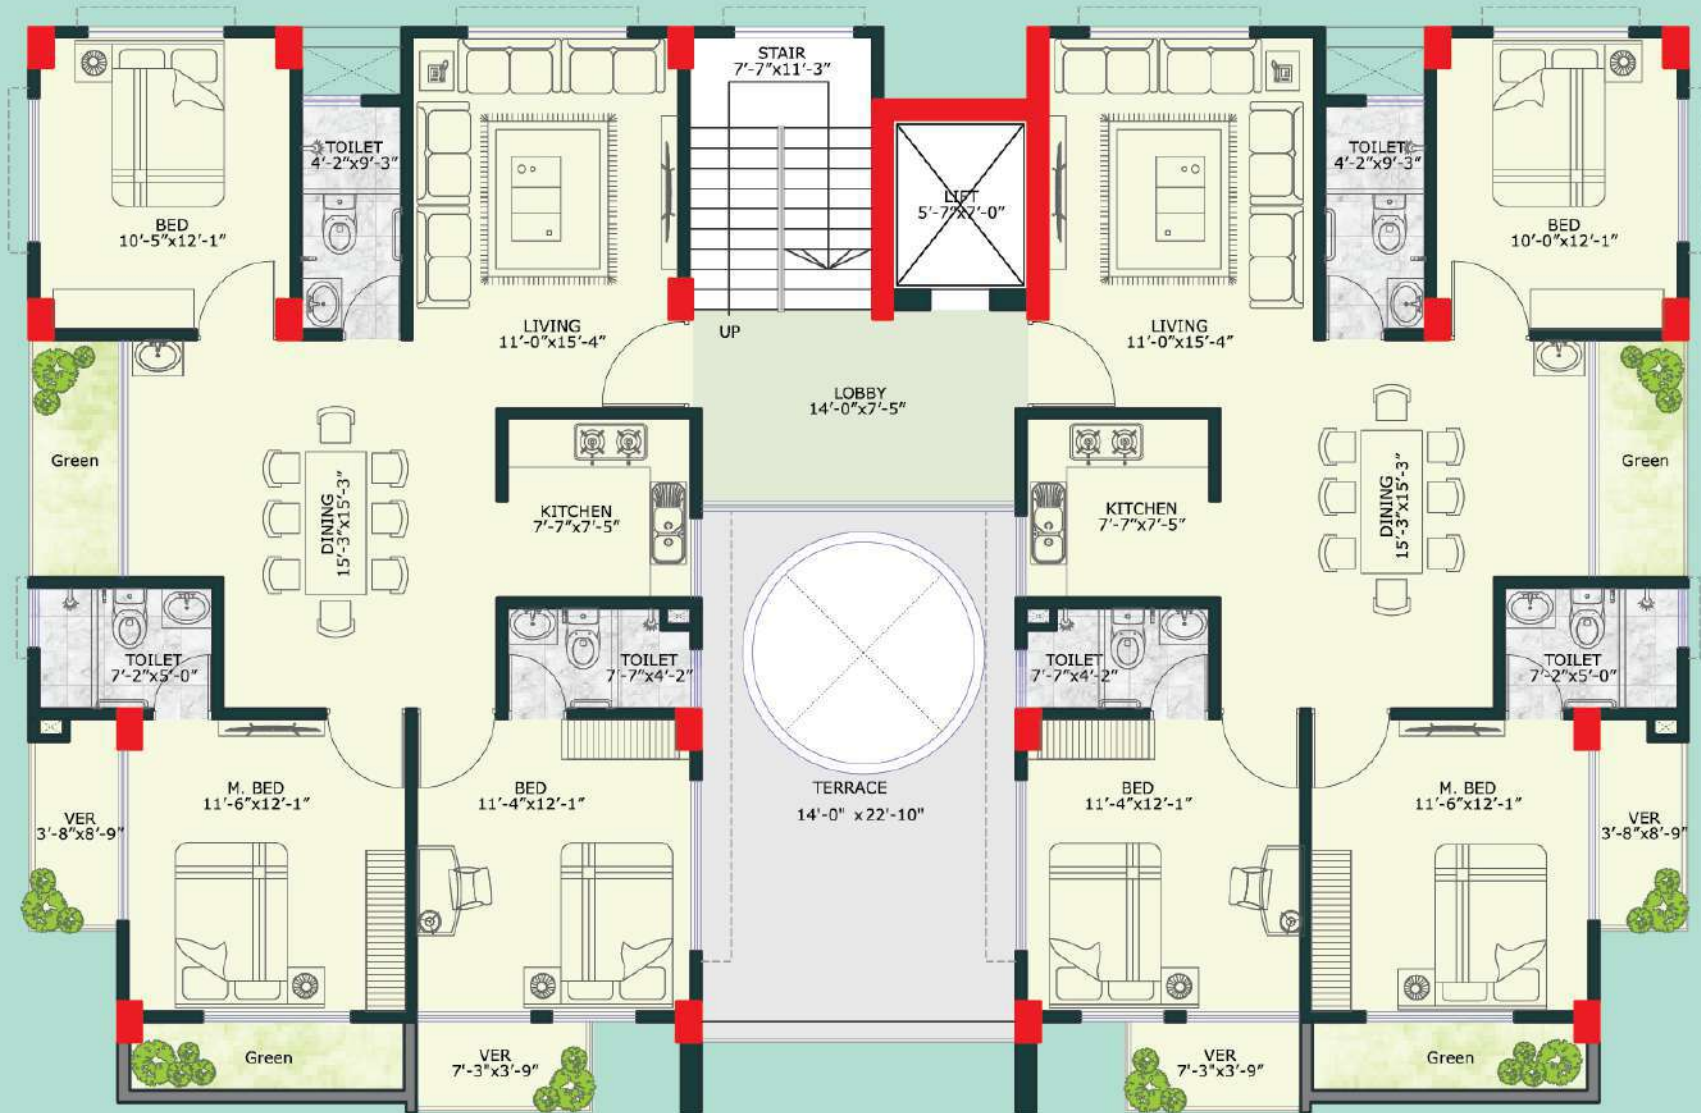 STAIR
7'-7"x11'-3"
TOILET
4'-2"x9'-3"
TOILET
4'-2"x9'-3"
LIFT
5'-7"x7'-0"
BED
10'-5"x12'-1"
BED
10'-0"x12'-1"
LIVING
11'-0"x15'-4"
UP
LIVING
11'-0"x15'-4"
LOBBY
14'-0"x7'-5"
Green
Green
DINING
15'-3"x15'-3"
KITCHEN
7'-7"x7'-5"
KITCHEN
7'-7"x7'-5"
DINING
15'-3"x15'-3"
TOILET
7'-2"x5'-0"
TOILET
7'-7"x4'-2"
TOILET
7'-7"x4'-2"
TOILET
7'-2"x5'-0"
M. BED
11'-6"x12'-1"
BED
11'-4"x12'-1"
TERRACE
14'-0" x22'-10"
BED
11'-4"x12'-1"
M. BED
11'-6"x12'-1"
VER
3'-8"x8'-9"
VER
3'-8"x8'-9"
Green
VER
7'-3"x3'-9"
VER
7'-3"x3'-9"
Green